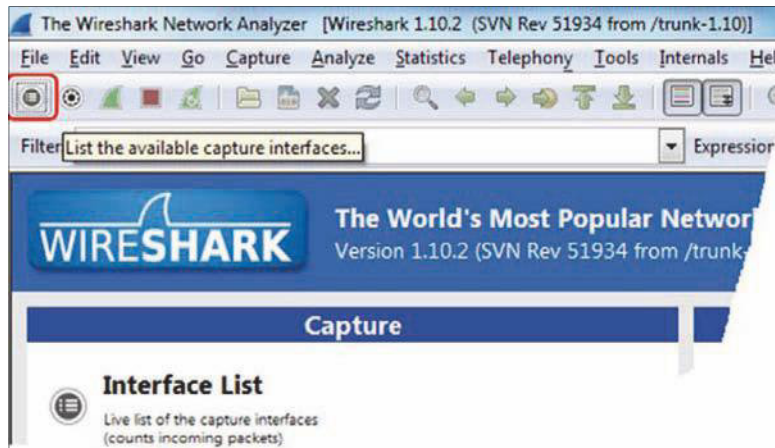 The Wireshark Network Analyzer [Wireshark 1.10.2 (SVN Rev 51934 from /trunk-1.10)]
File Edit View Go Capture Analyze Statistics Telephony Tools Internals Hel
Filter
List the available capture interfaces...
Expression
WIRESHARK
The World's Most Popular Networ
Version 1.10.2 (SVN Rev 51934 from /trunk-
Capture
Interface List
Live list of the capture interfaces
(counts incoming packets)